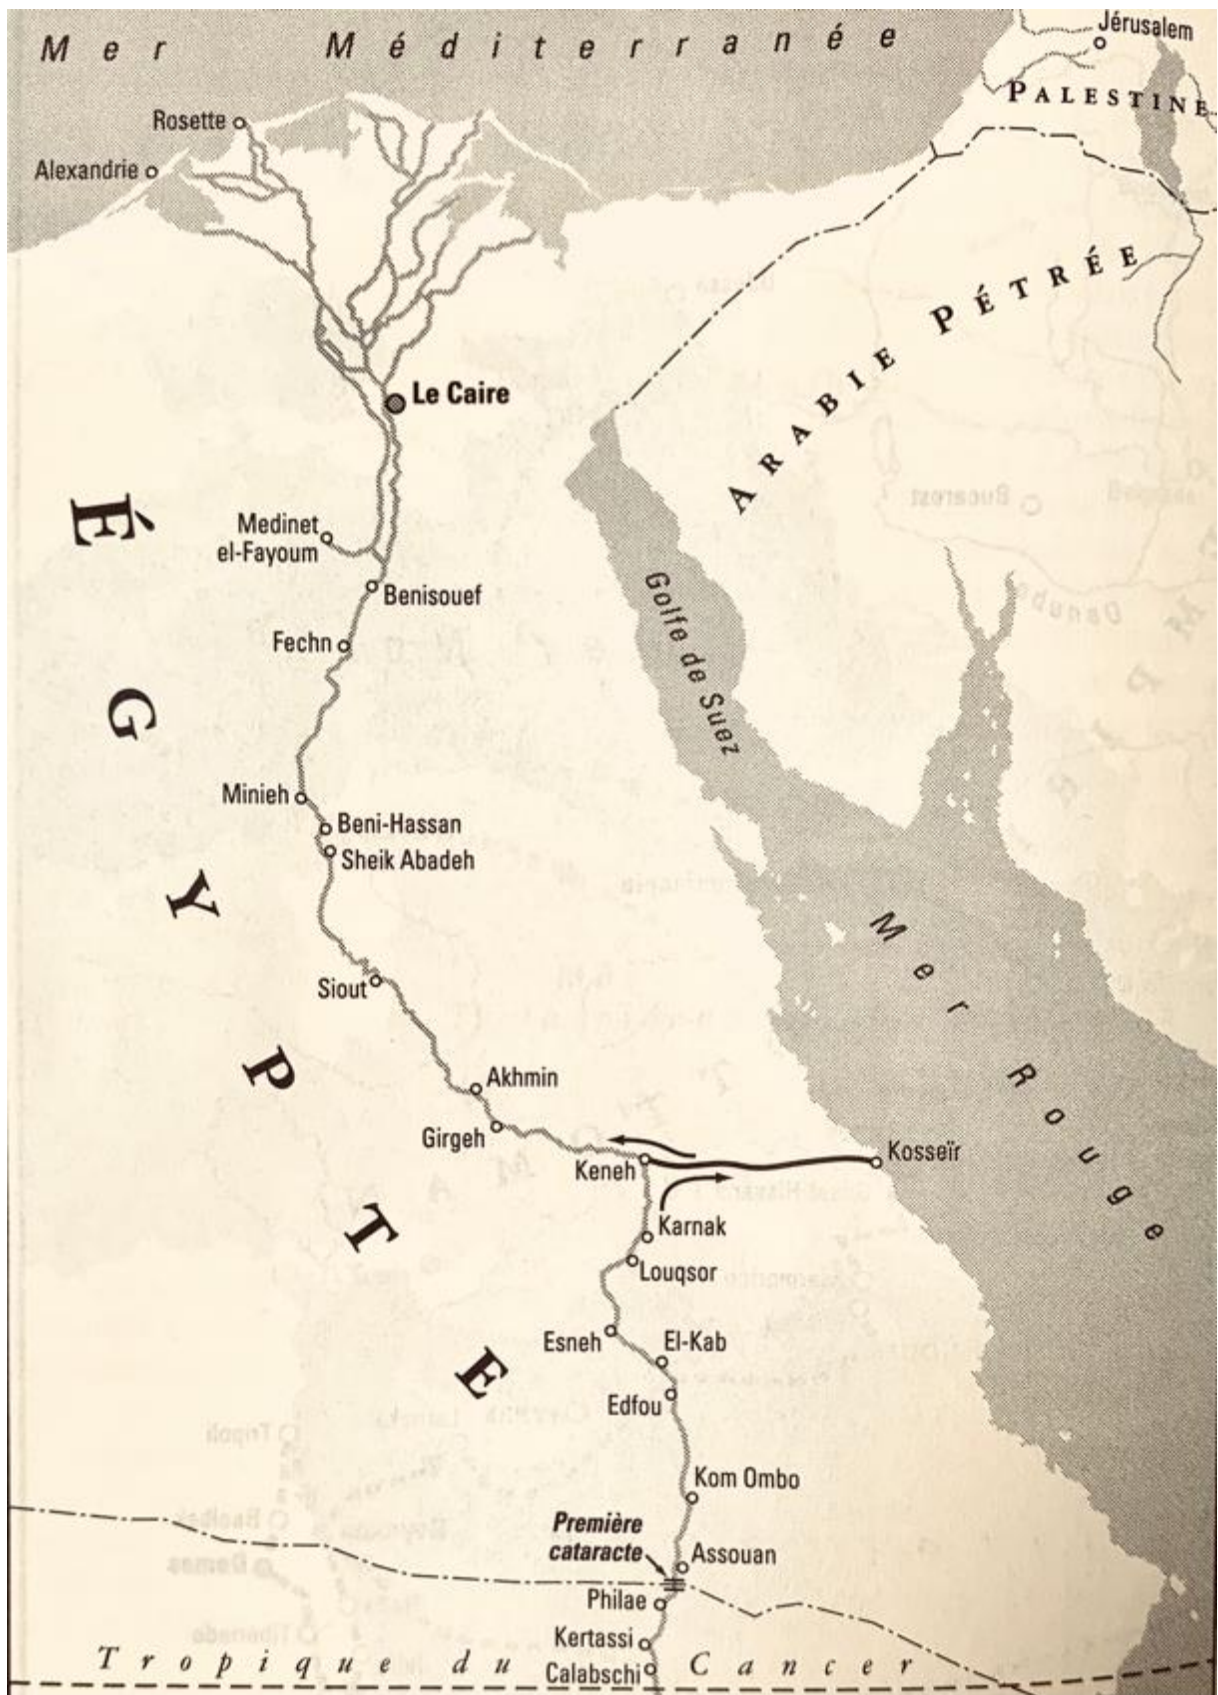 Mer Méditerranée
Jérusalem
PALESTINE
Rosette
Alexandrie
ARABIE PÉTRÉE
Le Caire
ÉGYPTE
Medinet
el-Fayoum
Benisouef
Golfe de Suez
Fechn
Minieh
Beni-Hassan
Sheik Abadeh
Mer Rouge
Siout
Akhmin
Girgeh
Keneh
Kosseïr
Karnak
Louqsor
Esneh
El-Kab
Edfou
Kom Ombo
Première
cataracte
Assouan
Philae
Kertassi
Calabschi
Tropique du Cancer